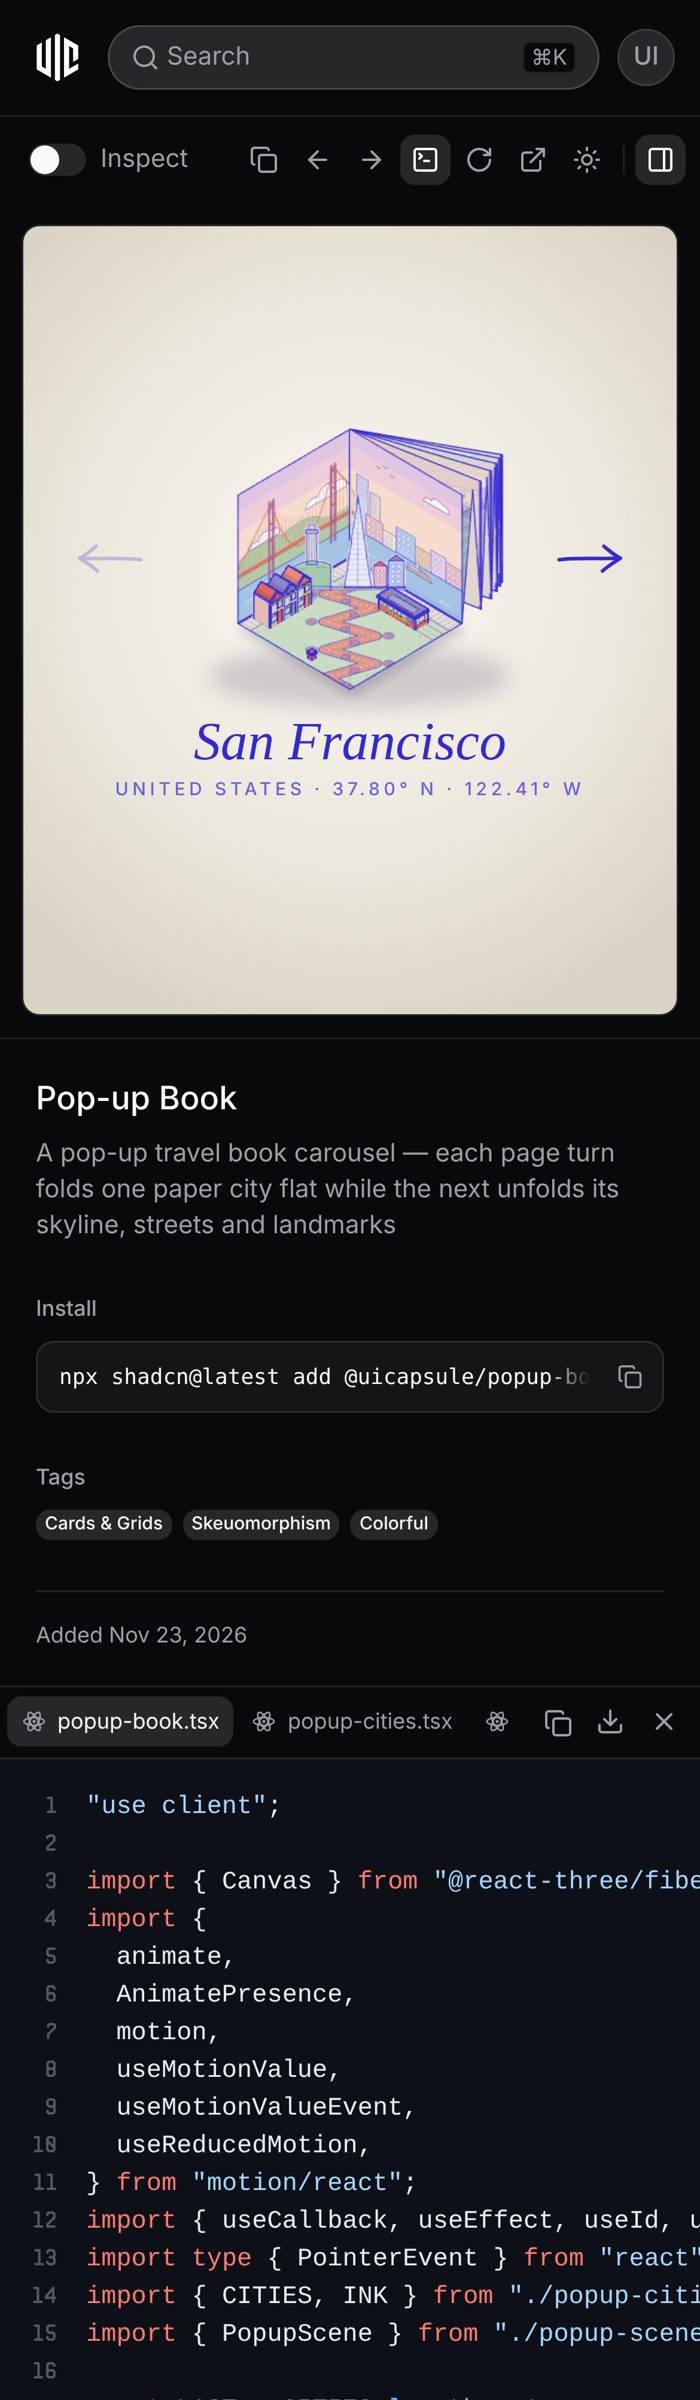 Search ⌘K UI
Inspect
San Francisco
UNITED STATES · 37.80° N · 122.41° W
Pop-up Book
A pop-up travel book carousel — each page turn
folds one paper city flat while the next unfolds its
skyline, streets and landmarks
Install
npx shadcn@latest add @uicapsule/popup-bo
Tags
Cards & Grids Skeuomorphism Colorful
Added Nov 23, 2026
popup-book.tsx popup-cities.tsx
1 "use client";
2
3 import { Canvas } from "@react-three/fibe
4 import {
5 animate,
6 AnimatePresence,
7 motion,
8 useMotionValue,
9 useMotionValueEvent,
10 useReducedMotion,
11 } from "motion/react";
12 import { useCallback, useEffect, useId, u
13 import type { PointerEvent } from "react"
14 import { CITIES, INK } from "./popup-citi
15 import { PopupScene } from "./popup-scene
16